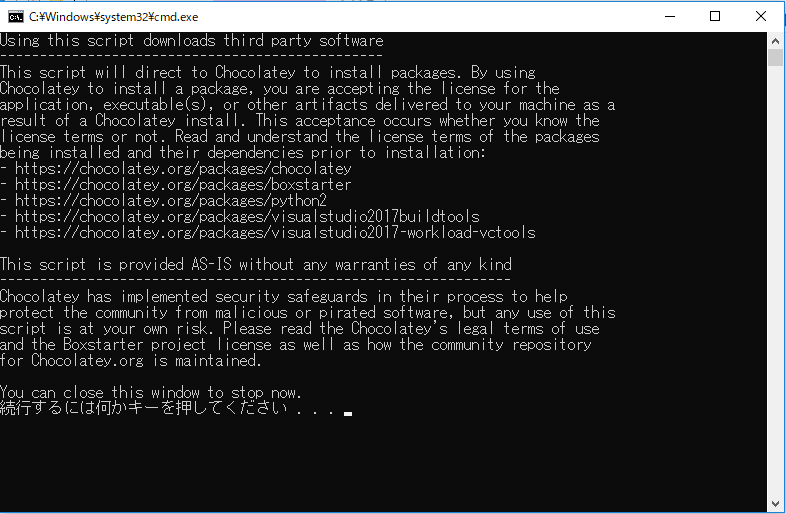 C:¥Windows¥system32¥cmd.exe
Using this script downloads third party software
------------------------------------------------
This script will direct to Chocolatey to install packages. By using
Chocolatey to install a package, you are accepting the license for the
application, executable(s), or other artifacts delivered to your machine as a
result of a Chocolatey install. This acceptance occurs whether you know the
license terms or not. Read and understand the license terms of the packages
being installed and their dependencies prior to installation:
- https://chocolatey.org/packages/chocolatey
- https://chocolatey.org/packages/boxstarter
- https://chocolatey.org/packages/python2
- https://chocolatey.org/packages/visualstudio2017buildtools
- https://chocolatey.org/packages/visualstudio2017-workload-vctools
This script is provided AS-IS without any warranties of any kind
----------------------------------------------------------------
Chocolatey has implemented security safeguards in their process to help
protect the community from malicious or pirated software, but any use of this
script is at your own risk. Please read the Chocolatey's legal terms of use
and the Boxstarter project license as well as how the community repository
for Chocolatey.org is maintained.
You can close this window to stop now.
続行するには何かキーを押してください . . .